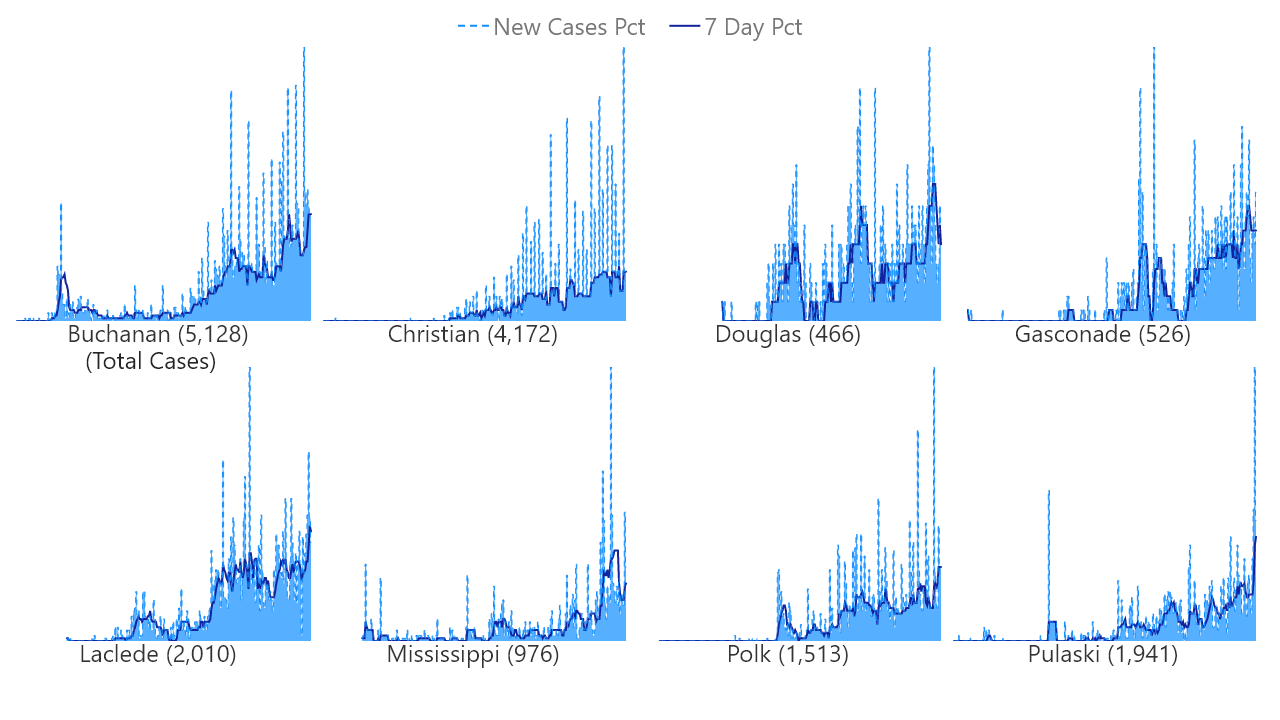 New Cases Pct 7 Day Pct
Buchanan (5,128) Christian (4,172) Douglas (466) Gasconade (526)
(Total Cases)
Laclede (2,010) Mississippi (976) Polk (1,513) Pulaski (1,941)